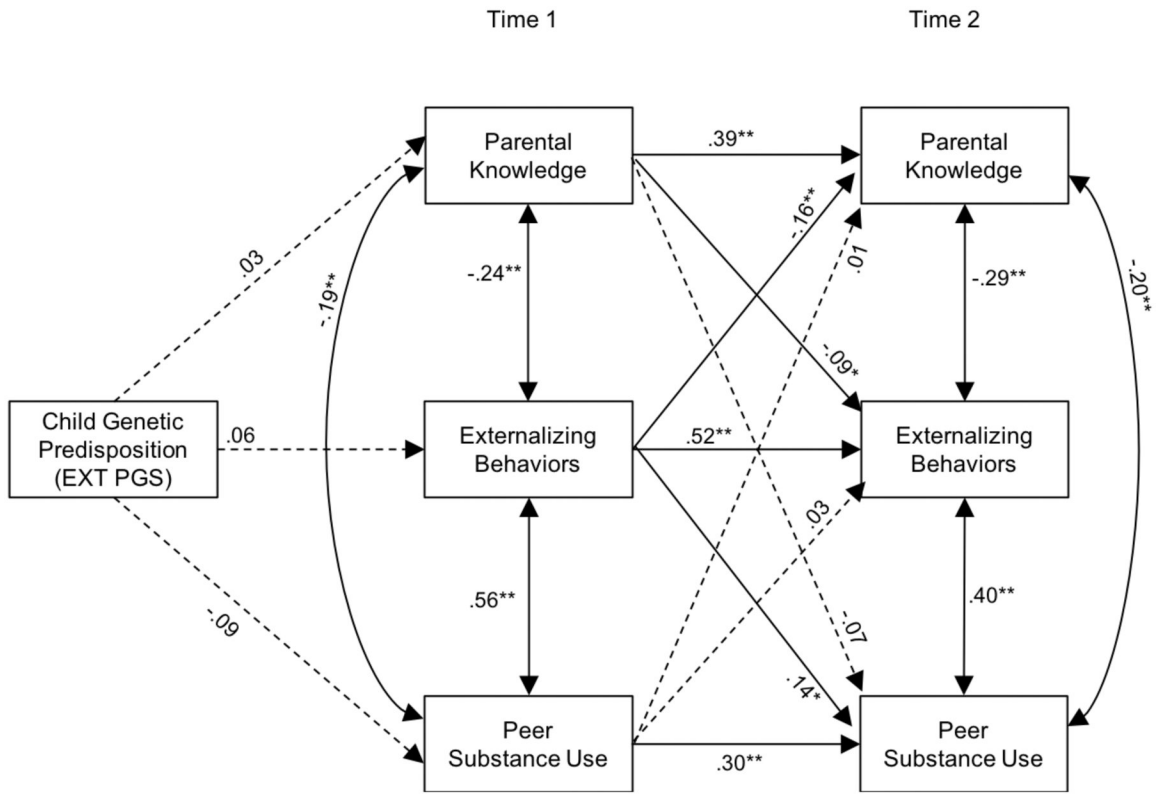 Time 1
Time 2
Parental
Knowledge
.39**
Parental
Knowledge
-.16**
.01
.03
-.19**
-.24**
-.29**
-.20**
-.09*
Child Genetic
Predisposition
(EXT PGS)
.06
Externalizing
Behaviors
.52**
Externalizing
Behaviors
.03
-.09
.56**
.40**
-.07
.14*
Peer
Substance Use
.30**
Peer
Substance Use